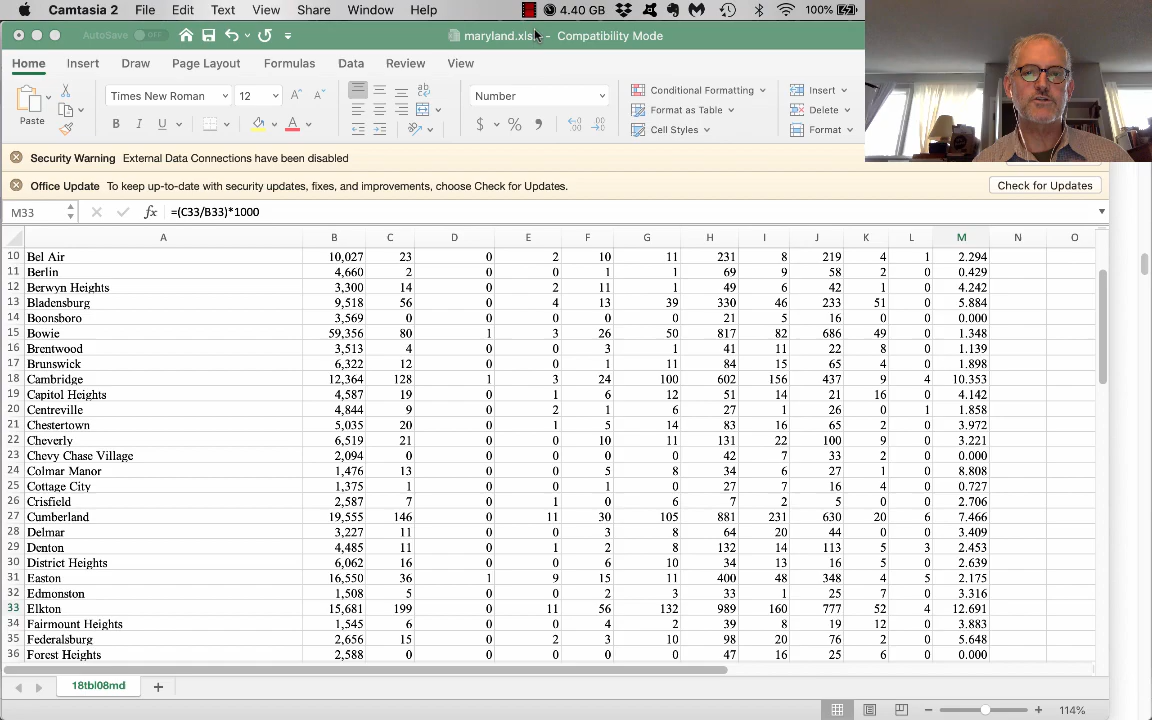 Camtasia 2 File Edit Text View Share Window Help 4.40 GB 100%
AutoSave OFF maryland.xls - Compatibility Mode
Home Insert Draw Page Layout Formulas Data Review View
Paste Times New Roman 12 Number Conditional Formatting Insert
Format as Table Delete
B I U A $ % Cell Styles Format
Security Warning External Data Connections have been disabled
Office Update To keep up-to-date with security updates, fixes, and improvements, choose Check for Updates. Check for Updates
M33 fx =(C33/B33)*1000
A B C D E F G H I J K L M N O
10 Bel Air 10,027 23 0 2 10 11 231 8 219 4 1 2.294
11 Berlin 4,660 2 0 0 1 1 69 9 58 2 0 0.429
12 Berwyn Heights 3,300 14 0 2 11 1 49 6 42 1 0 4.242
13 Bladensburg 9,518 56 0 4 13 39 330 46 233 51 0 5.884
14 Boonsboro 3,569 0 0 0 0 0 21 5 16 0 0 0.000
15 Bowie 59,356 80 1 3 26 50 817 82 686 49 0 1.348
16 Brentwood 3,513 4 0 0 3 1 41 11 22 8 0 1.139
17 Brunswick 6,322 12 0 0 1 11 84 15 65 4 0 1.898
18 Cambridge 12,364 128 1 3 24 100 602 156 437 9 4 10.353
19 Capitol Heights 4,587 19 0 1 6 12 51 14 21 16 0 4.142
20 Centreville 4,844 9 0 2 1 6 27 1 26 0 1 1.858
21 Chestertown 5,035 20 0 1 5 14 83 16 65 2 0 3.972
22 Cheverly 6,519 21 0 0 10 11 131 22 100 9 0 3.221
23 Chevy Chase Village 2,094 0 0 0 0 0 42 7 33 2 0 0.000
24 Colmar Manor 1,476 13 0 0 5 8 34 6 27 1 0 8.808
25 Cottage City 1,375 1 0 0 1 0 27 7 16 4 0 0.727
26 Crisfield 2,587 7 0 1 0 6 7 2 5 0 0 2.706
27 Cumberland 19,555 146 0 11 30 105 881 231 630 20 6 7.466
28 Delmar 3,227 11 0 0 3 8 64 20 44 0 0 3.409
29 Denton 4,485 11 0 1 2 8 132 14 113 5 3 2.453
30 District Heights 6,062 16 0 0 6 10 34 13 16 5 0 2.639
31 Easton 16,550 36 1 9 15 11 400 48 348 4 5 2.175
32 Edmonston 1,508 5 0 0 2 3 33 1 25 7 0 3.316
33 Elkton 15,681 199 0 11 56 132 989 160 777 52 4 12.691
34 Fairmount Heights 1,545 6 0 0 4 2 39 8 19 12 0 3.883
35 Federalsburg 2,656 15 0 2 3 10 98 20 76 2 0 5.648
36 Forest Heights 2,588 0 0 0 0 0 47 16 25 6 0 0.000
18tbl08md
114%